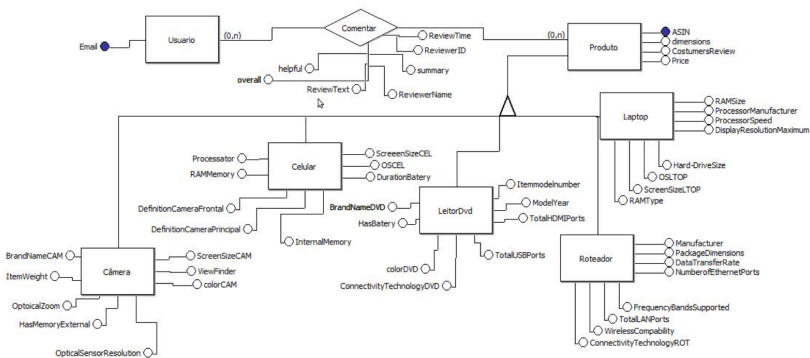 Comentar
Usuario
Email
(0,n)
(0,n)
Produto
ASIN
dimensions
CostumersReview
Price
ReviewTime
ReviewerID
helpful
summary
overall
ReviewText
ReviewerName
Laptop
RAMSize
ProcessorManufacturer
ProcessorSpeed
DisplayResolutionMaximum
Hard-DriveSize
OSLTOP
ScreenSizeLTOP
RAMType
Celular
Processator
RAMMemory
ScreeenSizeCEL
OSCEL
DurationBatery
DefinitionCameraFrontal
DefinitionCameraPrincipal
InternalMemory
LeitorDvd
BrandNameDVD
HasBatery
Itemmodelnumber
ModelYear
TotalHDMIPorts
TotalUSBPorts
colorDVD
ConnectivityTechnologyDVD
Câmera
BrandNameCAM
ItemWeight
ScreenSizeCAM
ViewFinder
colorCAM
OptoicalZoom
HasMemoryExternal
OpticalSensorResolution
Roteador
Manufacturer
PackageDimensions
DataTransferRate
NumberofEthernetPorts
FrequencyBandsSupported
TotalLANPorts
WirelessCompability
ConnectivityTechnologyROT